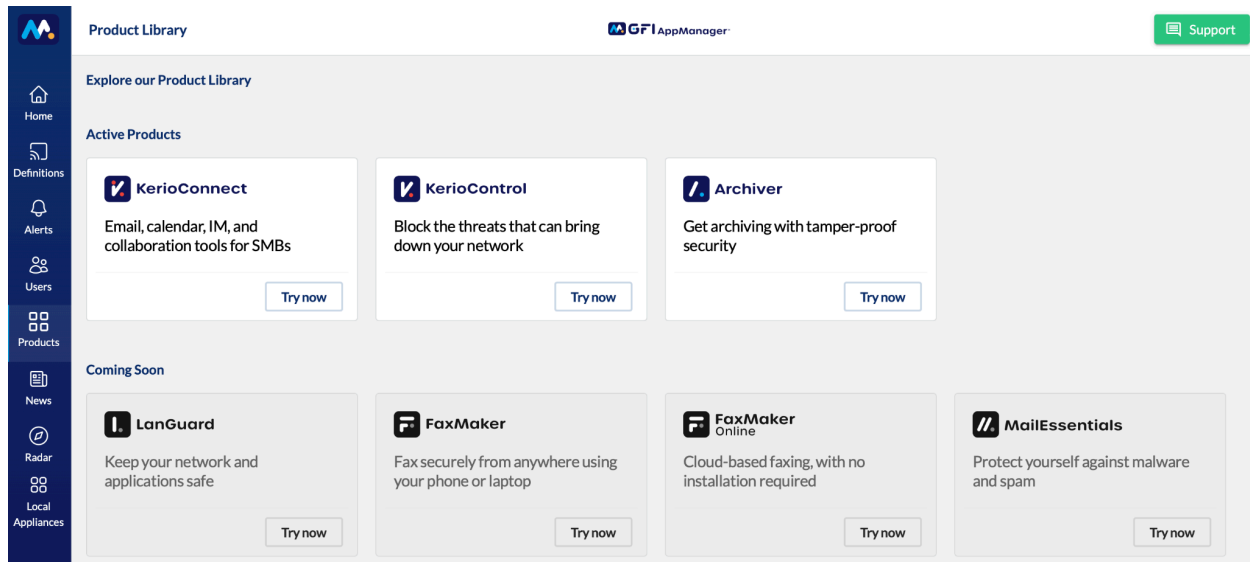 Product Library
GFI AppManager
Support
Home
Definitions
Alerts
Users
Products
News
Radar
Local
Appliances
Explore our Product Library
Active Products
KerioConnect
Email, calendar, IM, and
collaboration tools for SMBs
Try now
KerioControl
Block the threats that can bring
down your network
Try now
Archiver
Get archiving with tamper-proof
security
Try now
Coming Soon
LanGuard
Keep your network and
applications safe
Try now
FaxMaker
Fax securely from anywhere using
your phone or laptop
Try now
FaxMaker
Online
Cloud-based faxing, with no
installation required
Try now
MailEssentials
Protect yourself against malware
and spam
Try now